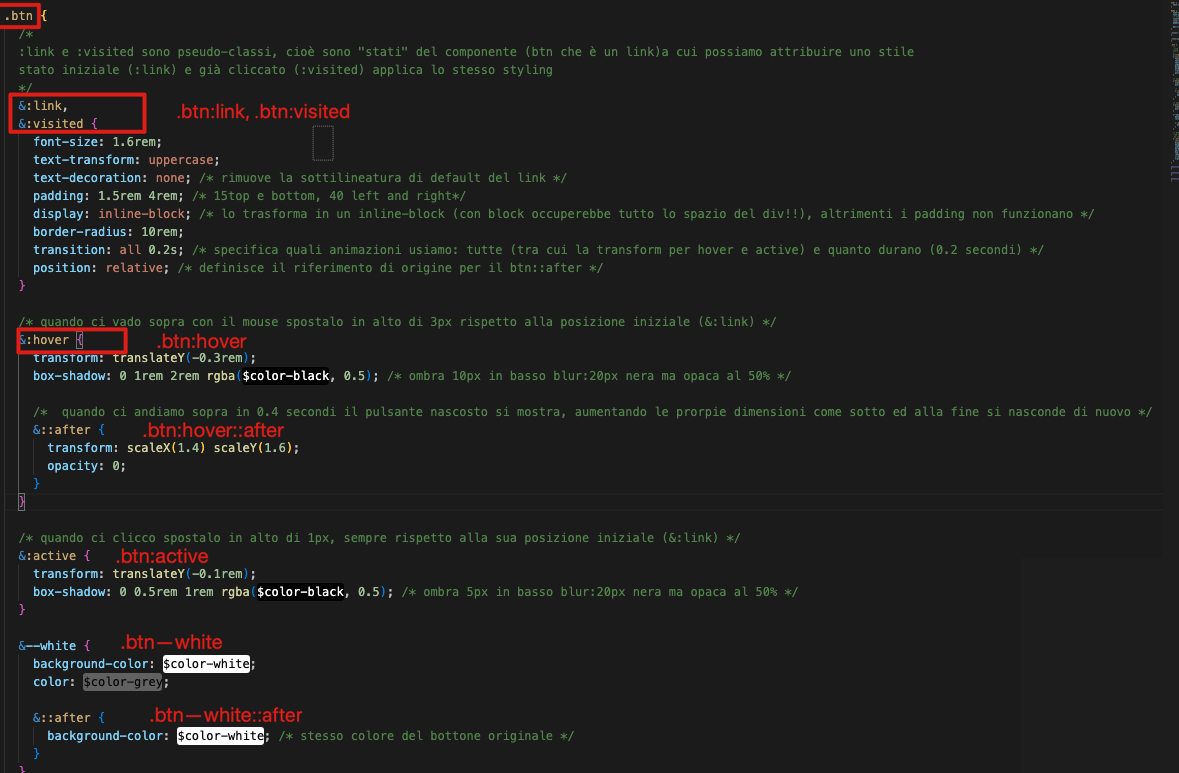 .btn {
/*
:link e :visited sono pseudo-classi, cioè sono "stati" del componente (btn che è un link)a cui possiamo attribuire uno stile
stato iniziale (:link) e già cliccato (:visited) applica lo stesso styling
*/
&:link,
.btn:link, .btn:visited
&:visited {
font-size: 1.6rem;
text-transform: uppercase;
text-decoration: none; /* rimuove la sottilineatura di default del link */
padding: 1.5rem 4rem; /* 15top e bottom, 40 left and right*/
display: inline-block; /* lo trasforma in un inline-block (con block occuperebbe tutto lo spazio del div!!), altrimenti i padding non funzionano */
border-radius: 10rem;
transition: all 0.2s; /* specifica quali animazioni usiamo: tutte (tra cui la transform per hover e active) e quanto durano (0.2 secondi) */
position: relative; /* definisce il riferimento di origine per il btn::after */
}
/* quando ci vado sopra con il mouse spostalo in alto di 3px rispetto alla posizione iniziale (&:link) */
&:hover { .btn:hover
transform: translateY(-0.3rem);
box-shadow: 0 1rem 2rem rgba($color-black, 0.5); /* ombra 10px in basso blur:20px nera ma opaca al 50% */
/*  quando ci andiamo sopra in 0.4 secondi il pulsante nascosto si mostra, aumentando le prorpie dimensioni come sotto ed alla fine si nasconde di nuovo */
&::after { .btn:hover::after
transform: scaleX(1.4) scaleY(1.6);
opacity: 0;
}
}
/* quando ci clicco spostalo in alto di 1px, sempre rispetto alla sua posizione iniziale (&:link) */
&:active { .btn:active
transform: translateY(-0.1rem);
box-shadow: 0 0.5rem 1rem rgba($color-black, 0.5); /* ombra 5px in basso blur:20px nera ma opaca al 50% */
}
&--white { .btn—white
background-color: $color-white;
color: $color-grey;
&::after { .btn—white::after
background-color: $color-white; /* stesso colore del bottone originale */
}
}